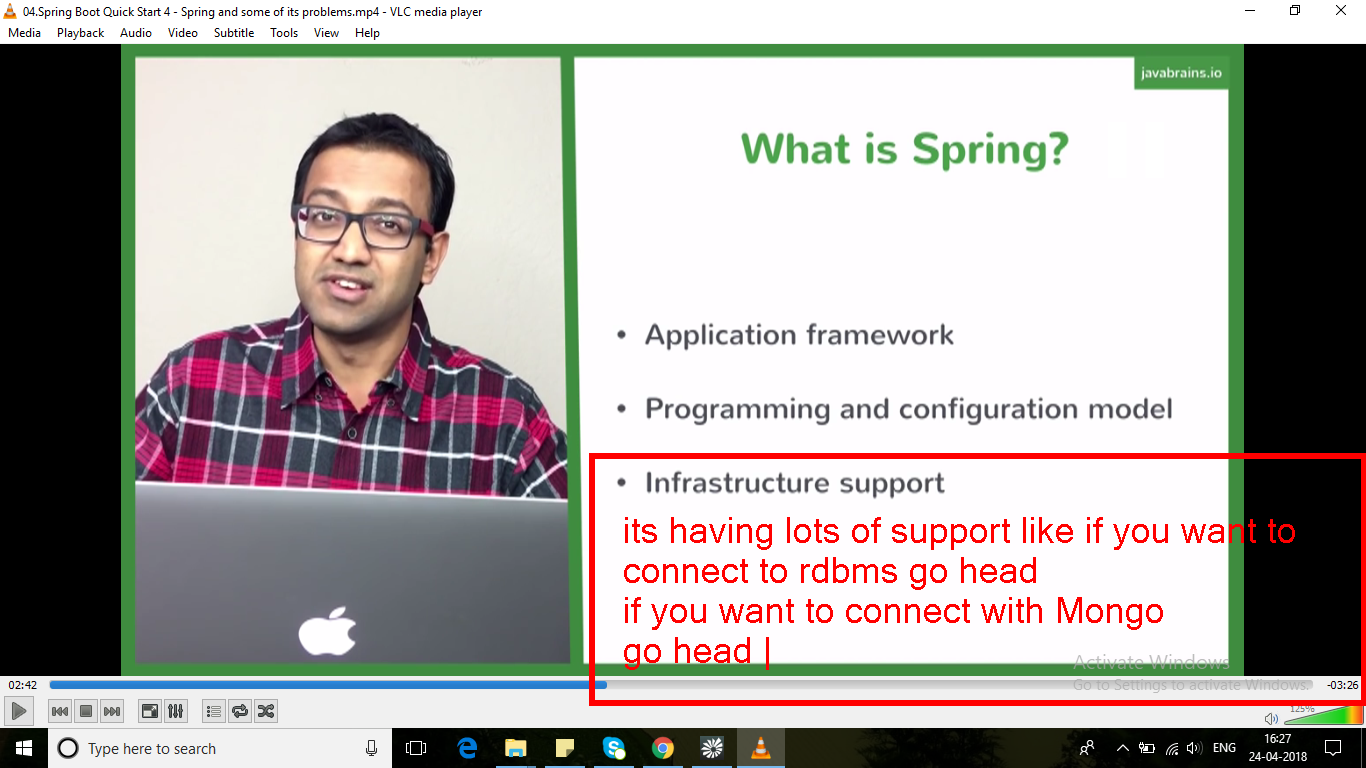 04.Spring Boot Quick Start 4 - Spring and some of its problems.mp4 - VLC media player
Media Playback Audio Video Subtitle Tools View Help
javabrains.io
What is Spring?
• Application framework
• Programming and configuration model
• Infrastructure support
its having lots of support like if you want to
connect to rdbms go head
if you want to connect with Mongo
go head |
Activate Windows
Go to Settings to activate Windows.
02:42
-03:26
125%
Type here to search
ENG
16:27
24-04-2018